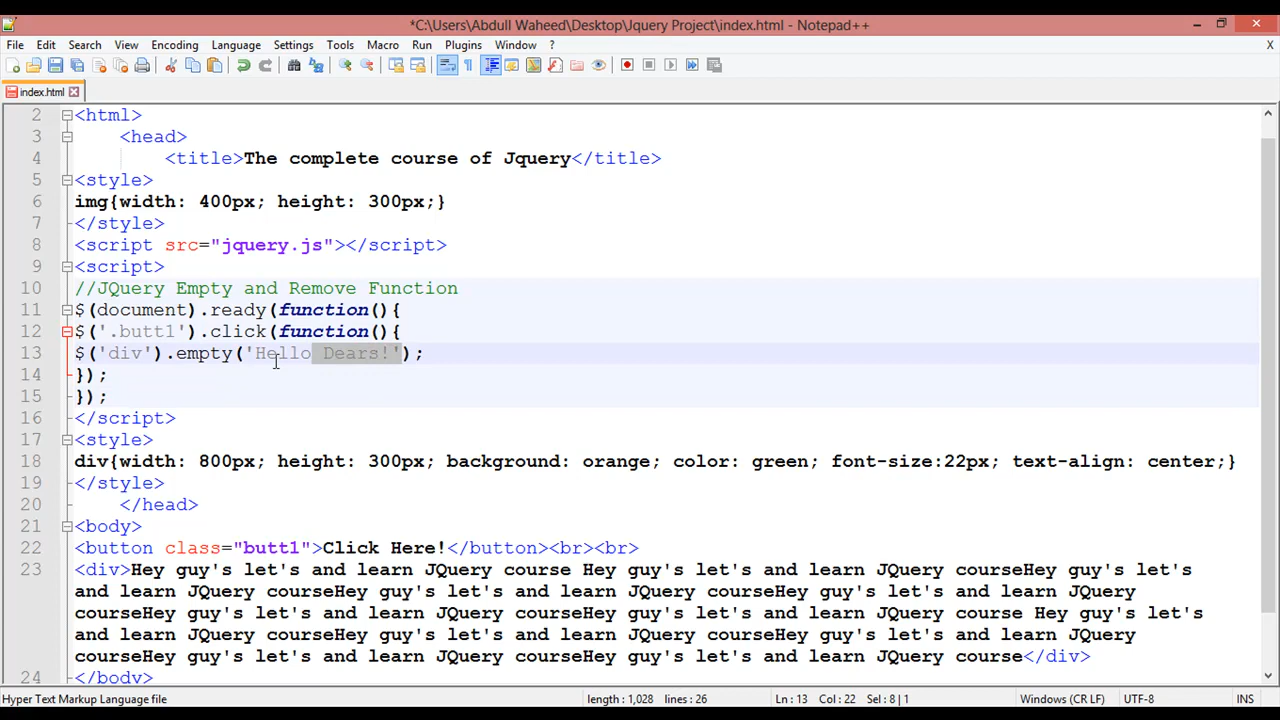 *C:\Users\Abdull Waheed\Desktop\Jquery Project\index.html - Notepad++
File Edit Search View Encoding Language Settings Tools Macro Run Plugins Window ? X
index.html
2 <html>
3 <head>
4 <title>The complete course of Jquery</title>
5 <style>
6 img{width: 400px; height: 300px;}
7 </style>
8 <script src="jquery.js"></script>
9 <script>
10 //JQuery Empty and Remove Function
11 $(document).ready(function(){
12 $('.butt1').click(function(){
13 $('div').empty('Hello Dears!');
14 });
15 });
16 </script>
17 <style>
18 div{width: 800px; height: 300px; background: orange; color: green; font-size:22px; text-align: center;}
19 </style>
20 </head>
21 <body>
22 <button class="butt1">Click Here!</button><br><br>
23 <div>Hey guy's let's and learn JQuery course Hey guy's let's and learn JQuery courseHey guy's let's
and learn JQuery courseHey guy's let's and learn JQuery courseHey guy's let's and learn JQuery
courseHey guy's let's and learn JQuery courseHey guy's let's and learn JQuery course Hey guy's let's
and learn JQuery courseHey guy's let's and learn JQuery courseHey guy's let's and learn JQuery
courseHey guy's let's and learn JQuery courseHey guy's let's and learn JQuery course</div>
24 </body>
Hyper Text Markup Language file length : 1,028 lines : 26 Ln : 13 Col : 22 Sel : 8 | 1 Windows (CR LF) UTF-8 INS